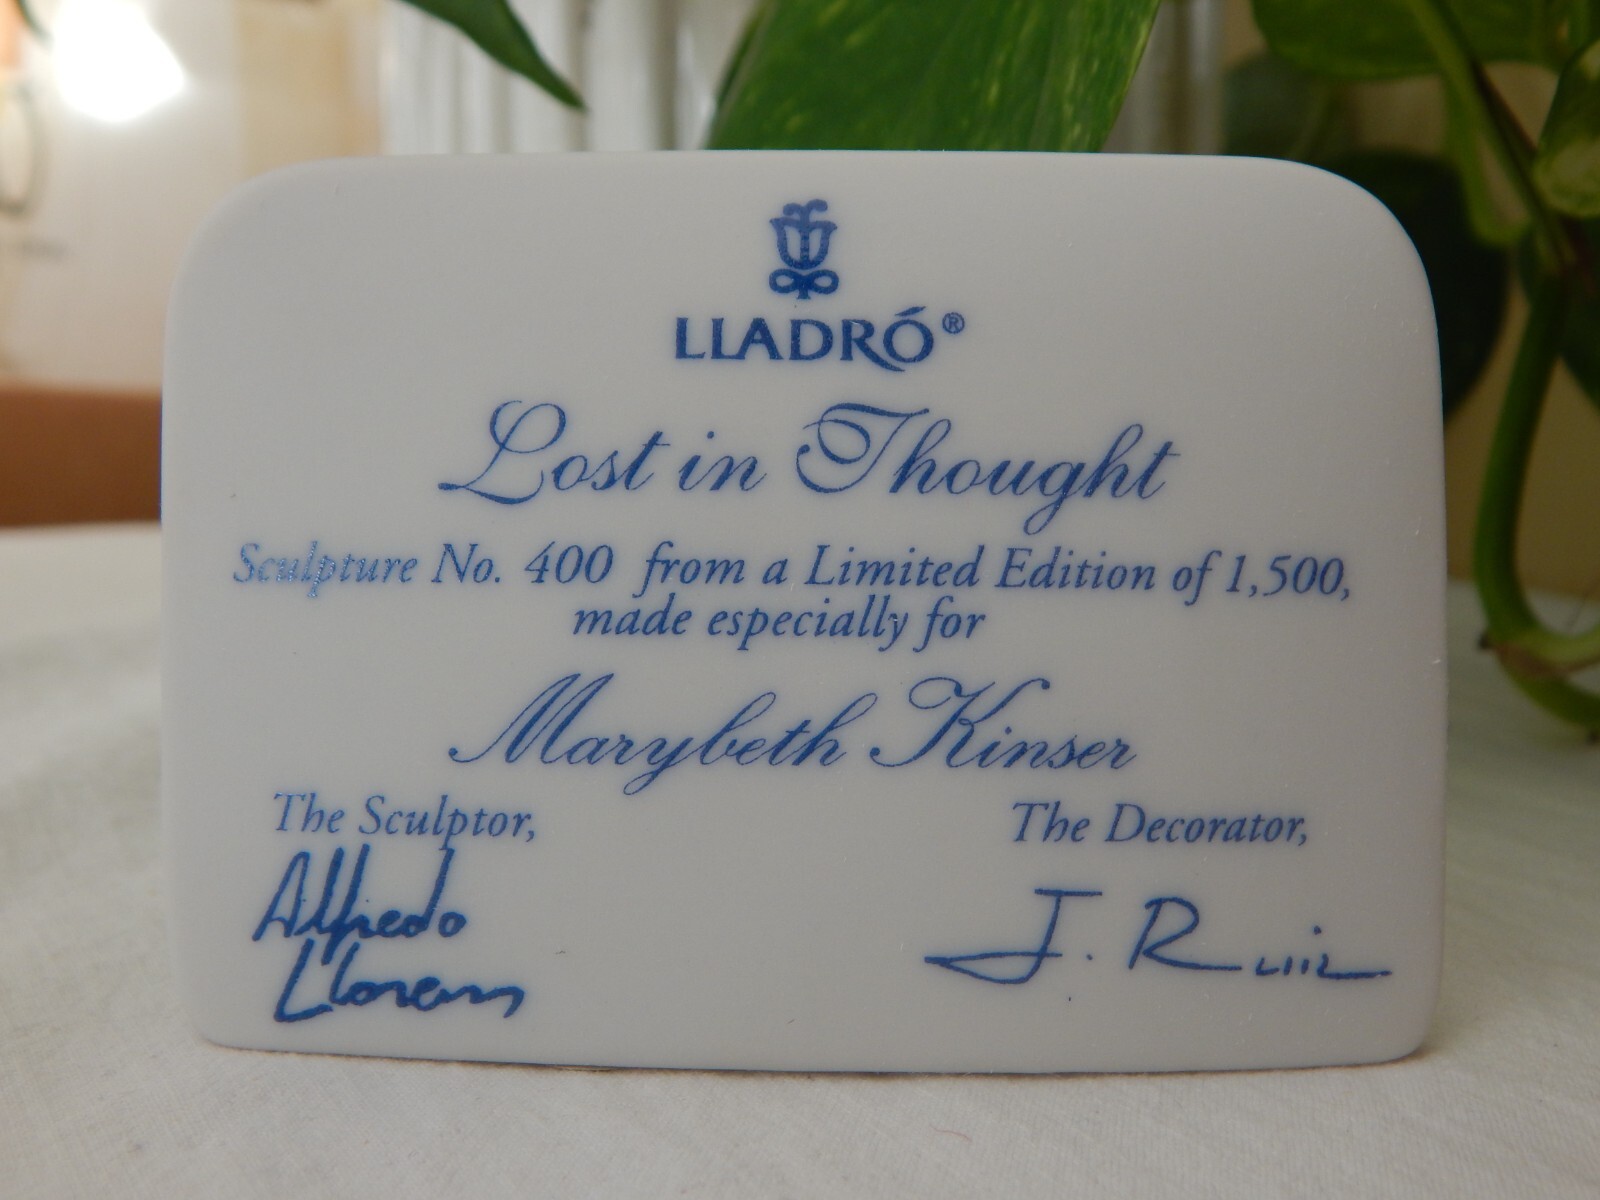 LLADRÓ®
Lost in Thought
Sculpture No. 400 from a Limited Edition of 1,500,
made especially for
Marybeth Kinser
The Sculptor,
Alfredo
Llorens
The Decorator,
J. Ruiz